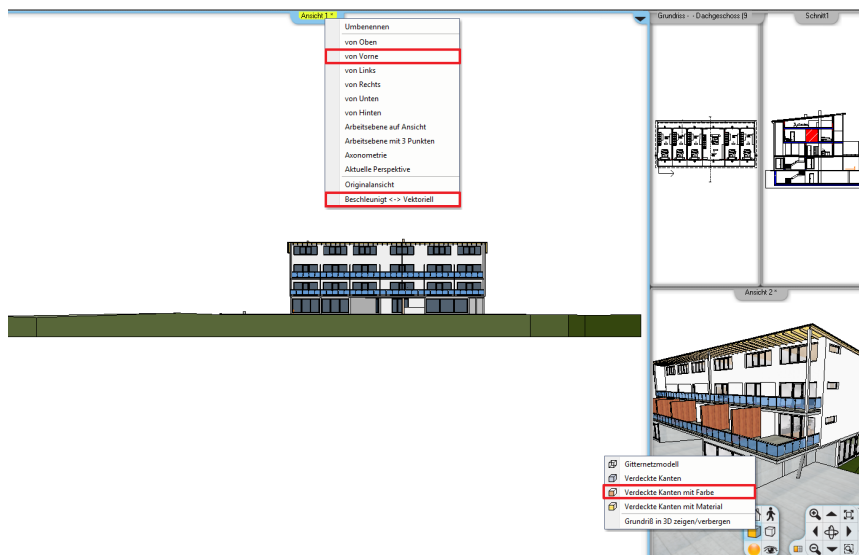 Ansicht 1 *
Grundriss - - Dachgeschoss (9
Schnitt1
Umbenennen
von Oben
von Vorne
von Links
von Rechts
von Unten
von Hinten
Arbeitsebene auf Ansicht
Arbeitsebene mit 3 Punkten
Axonometrie
Aktuelle Perspektive
Originalansicht
Beschleunigt <-> Vektoriell
Ansicht 2 *
Gitternetzmodell
Verdeckte Kanten
Verdeckte Kanten mit Farbe
Verdeckte Kanten mit Material
Grundriß in 3D zeigen/verbergen